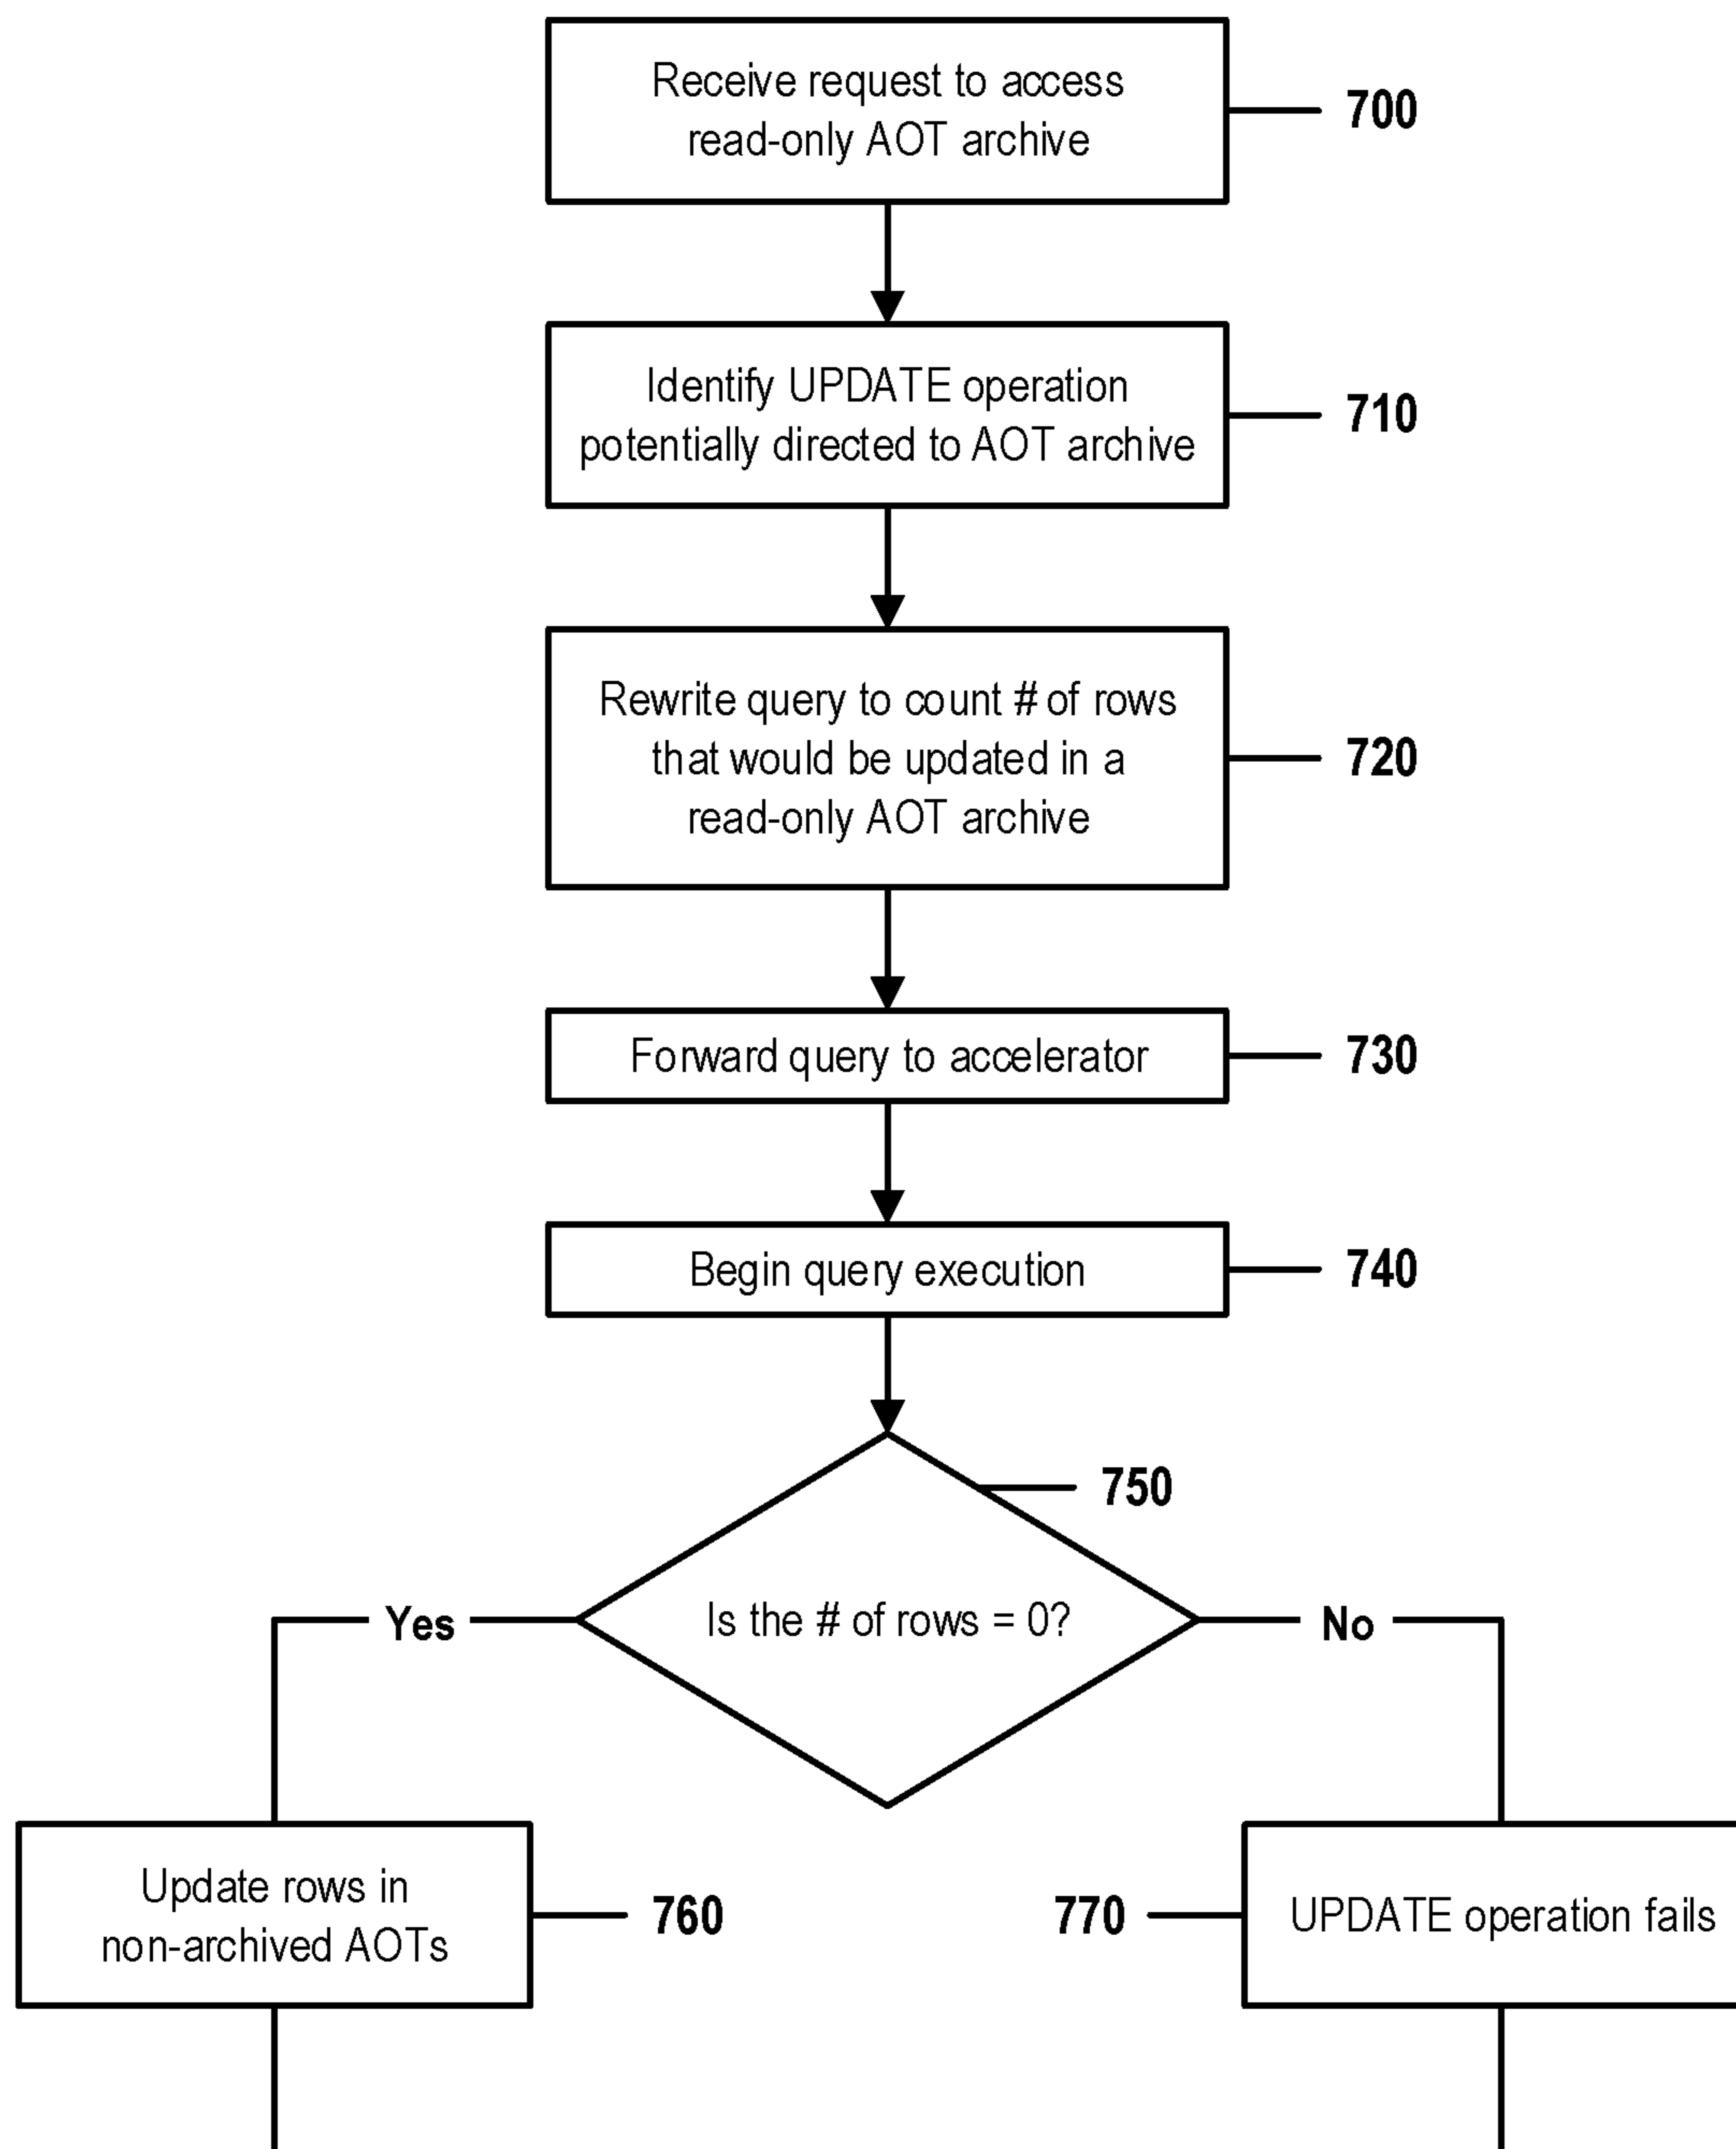 Receive request to access
read-only AOT archive
700
Identify UPDATE operation
potentially directed to AOT archive
710
Rewrite query to count # of rows
that would be updated in a
read-only AOT archive
720
Forward query to accelerator
730
Begin query execution
740
750
Is the # of rows = 0?
Yes
No
Update rows in
non-archived AOTs
760
770
UPDATE operation fails